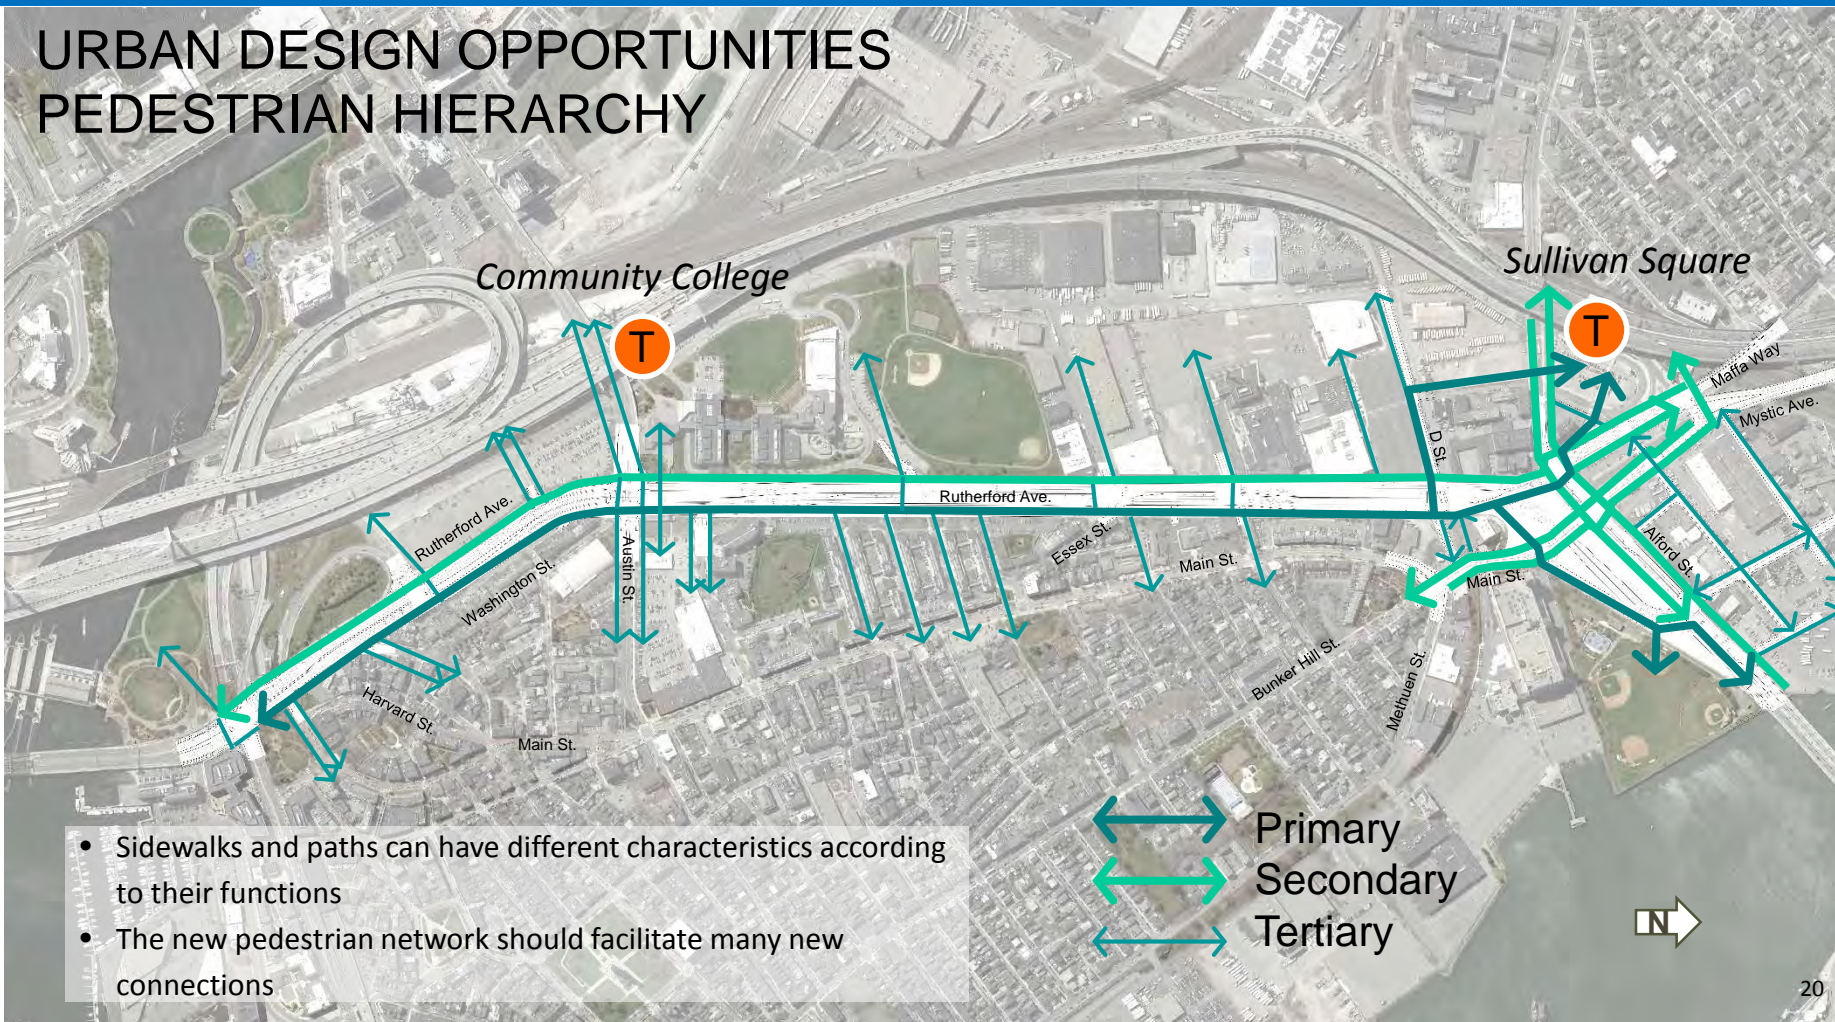 URBAN DESIGN OPPORTUNITIES
PEDESTRIAN HIERARCHY
Community College
T
Sullivan Square
T
Maffa Way
Mystic Ave.
D St.
Rutherford Ave.
Rutherford Ave.
Washington St.
Austin St.
Essex St.
Main St.
Main St.
Alford St.
Bunker Hill St.
Methuen St.
Harvard St.
Main St.
• Sidewalks and paths can have different characteristics according
to their functions
• The new pedestrian network should facilitate many new
connections
Primary
Secondary
Tertiary
N
20